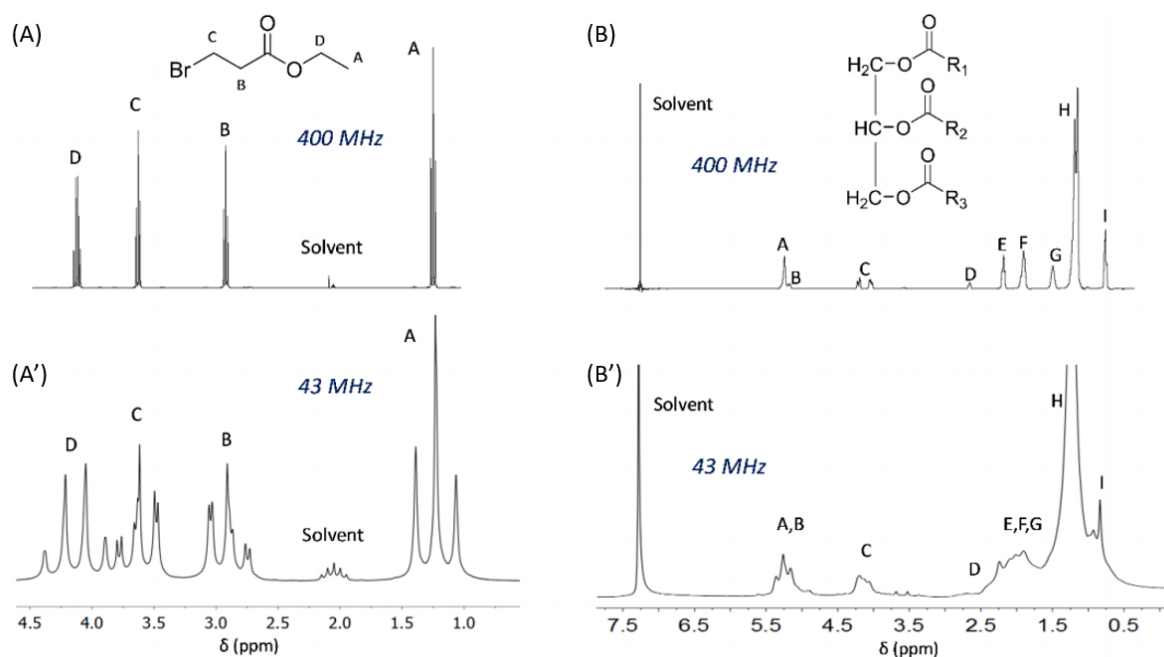 (A)
C
O
D
A
Br
B
O
A
400 MHz
D
C
B
Solvent
(A’)
43 MHz
A
D
C
B
Solvent
4.5 4.0 3.5 3.0 2.5 2.0 1.5 1.0
δ (ppm)
(B)
Solvent
400 MHz
O
H₂C O R₁
O
HC O R₂
O
H₂C O R₃
H
A
B
C
D
E
F
G
I
(B’)
Solvent
43 MHz
H
I
A,B
C
D
E,F,G
7.5 6.5 5.5 4.5 3.5 2.5 1.5 0.5
δ (ppm)